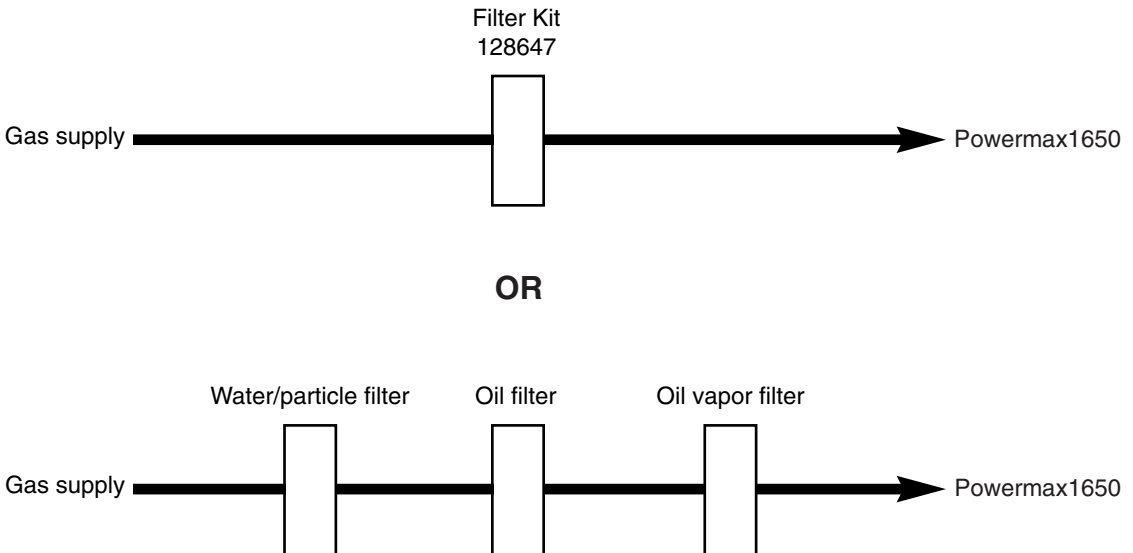 Filter Kit
128647
Gas supply
Powermax1650
OR
Water/particle filter
Oil filter
Oil vapor filter
Gas supply
Powermax1650